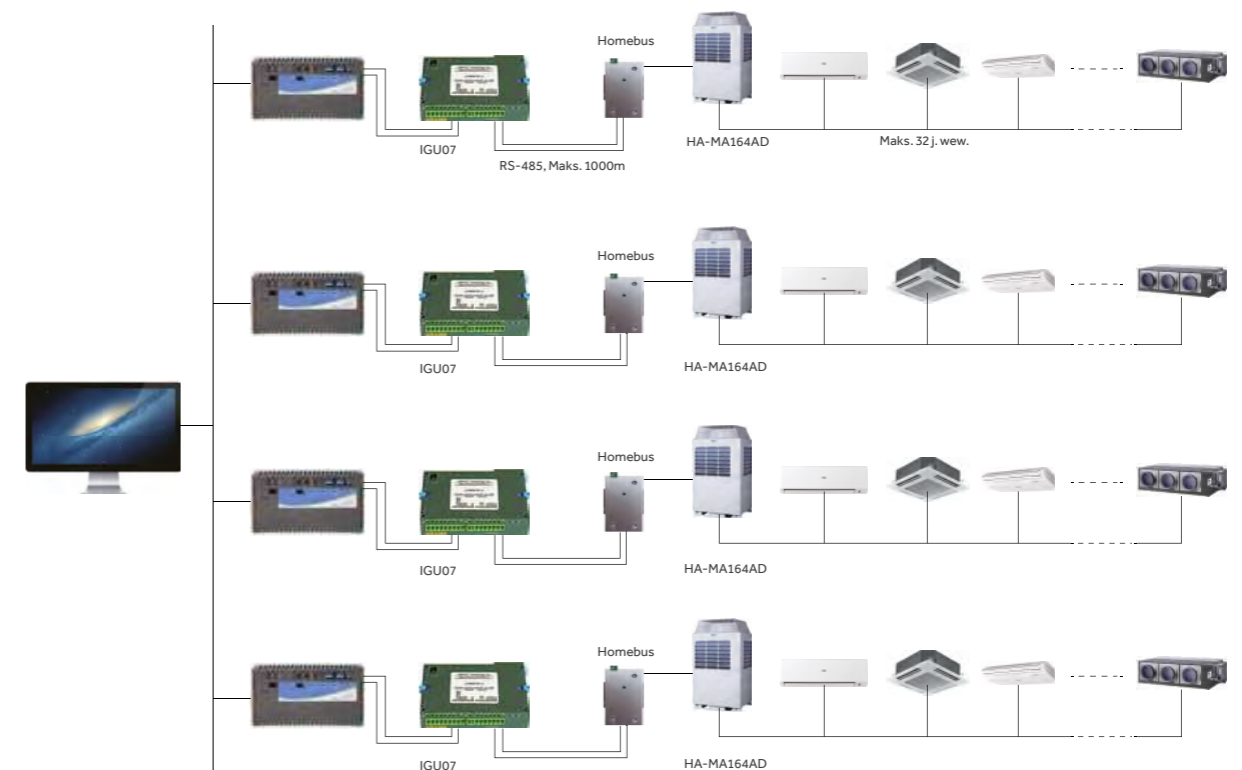 Homebus
IGU07
RS-485, Maks. 1000m
HA-MA164AD
Maks. 32 j. wew.
Homebus
IGU07
HA-MA164AD
Homebus
IGU07
HA-MA164AD
Homebus
IGU07
HA-MA164AD